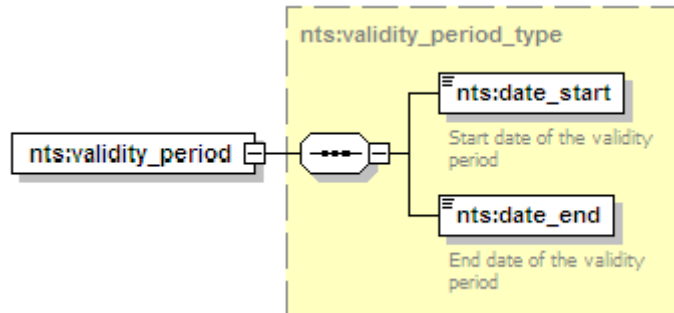 nts:validity_period_type
nts:date_start
Start date of the validity
period
nts:validity_period
nts:date_end
End date of the validity
period